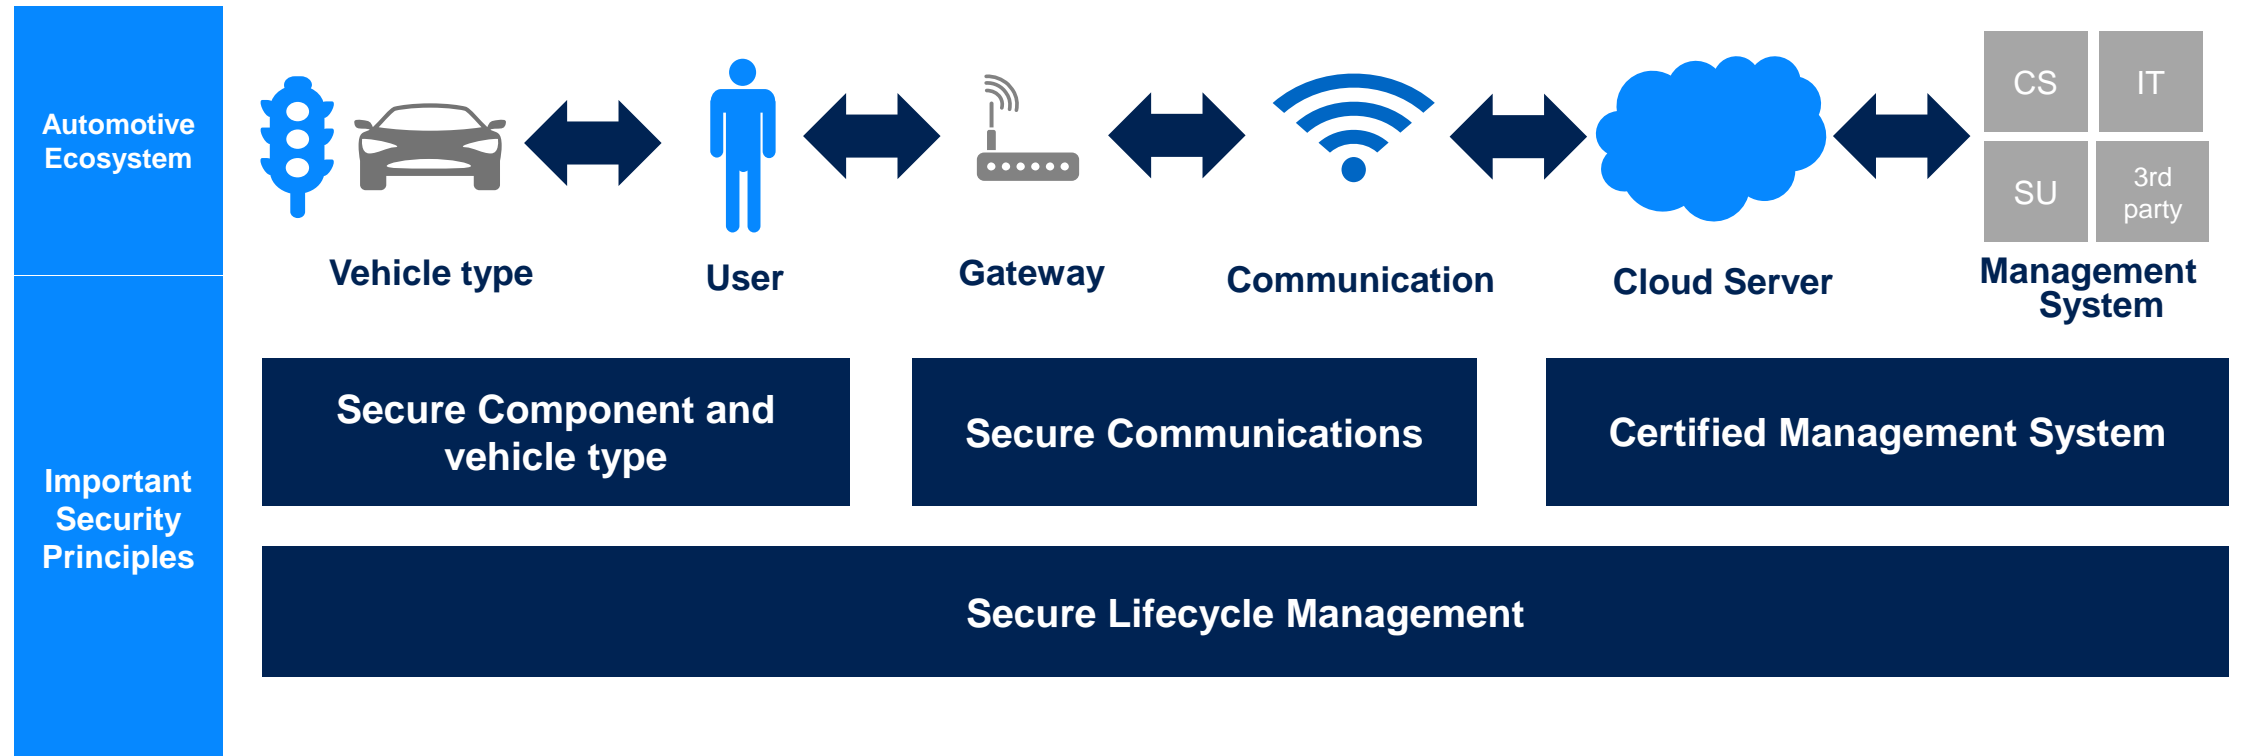 Automotive
Ecosystem
CS
IT
SU
3rd
party
Vehicle type
User
Gateway
Communication
Cloud Server
Management
System
Important
Security
Principles
Secure Component and
vehicle type
Secure Communications
Certified Management System
Secure Lifecycle Management